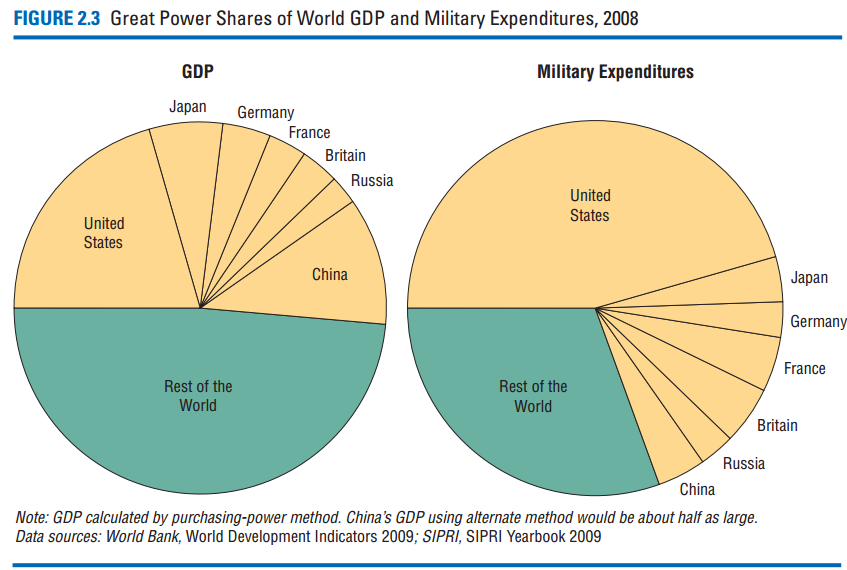 FIGURE 2.3 Great Power Shares of World GDP and Military Expenditures, 2008
GDP
Japan
Germany
France
Britain
Russia
United
States
China
Rest of the
World
Military Expenditures
United
States
Japan
Germany
France
Britain
Russia
China
Rest of the
World
Note: GDP calculated by purchasing-power method. China's GDP using alternate method would be about half as large.
Data sources: World Bank, World Development Indicators 2009; SIPRI, SIPRI Yearbook 2009